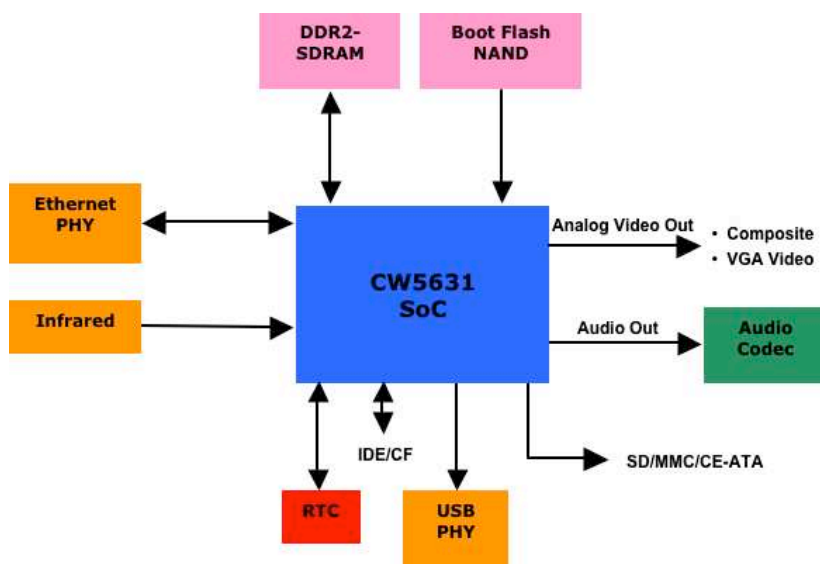 DDR2-
SDRAM
Boot Flash
NAND
Ethernet
PHY
Analog Video Out
• Composite
• VGA Video
CW5631
SoC
Infrared
Audio Out
Audio
Codec
IDE/CF
SD/MMC/CE-ATA
RTC
USB
PHY